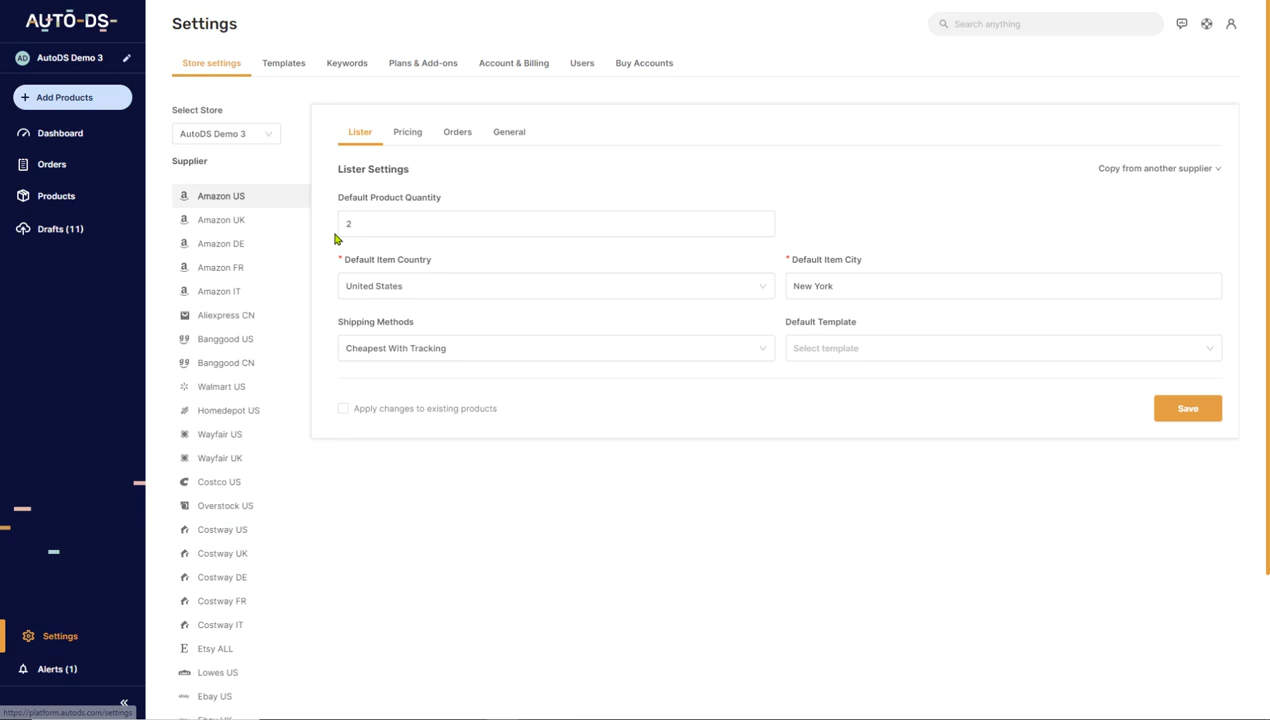 AUTO-DS-
AD AutoDS Demo 3
+ Add Products
Dashboard
Orders
Products
Drafts (11)
Settings
Alerts (1)
«
https://platform.autods.com/settings
Settings
Search anything
Store settings Templates Keywords Plans & Add-ons Account & Billing Users Buy Accounts
Select Store
AutoDS Demo 3
Supplier
Amazon US
Amazon UK
Amazon DE
Amazon FR
Amazon IT
Aliexpress CN
Banggood US
Banggood CN
Walmart US
Homedepot US
Wayfair US
Wayfair UK
Costco US
Overstock US
Costway US
Costway UK
Costway DE
Costway FR
Costway IT
Etsy ALL
Lowes US
Ebay US
Ebay UK
Lister Pricing Orders General
Lister Settings
Copy from another supplier
Default Product Quantity
2
* Default Item Country
United States
* Default Item City
New York
Shipping Methods
Cheapest With Tracking
Default Template
Select template
Apply changes to existing products
Save